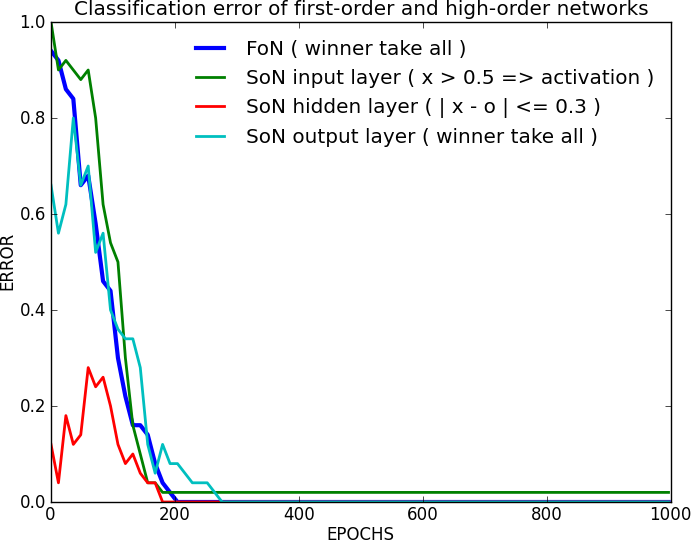 Classification error of first-order and high-order networks
FoN ( winner take all )
SoN input layer ( x > 0.5 => activation )
SoN hidden layer ( | x - o | <= 0.3 )
SoN output layer ( winner take all )
ERROR
1.0
0.8
0.6
0.4
0.2
0.0
0 200 400 600 800 1000
EPOCHS